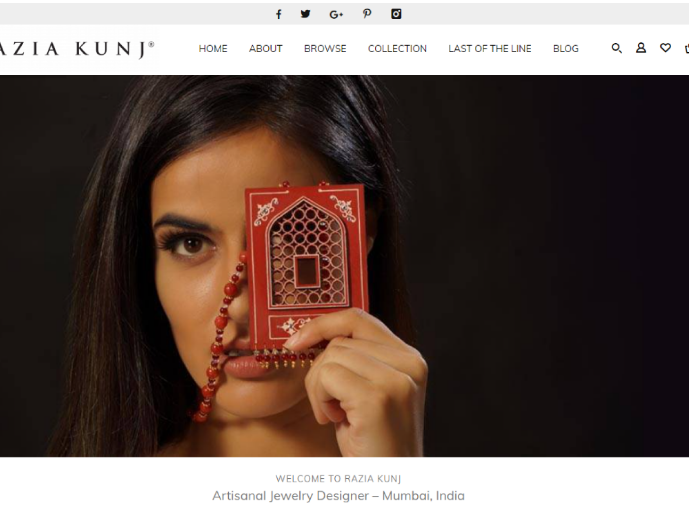 AZIA KUNJ®
HOME ABOUT BROWSE COLLECTION LAST OF THE LINE BLOG
WELCOME TO RAZIA KUNJ
Artisanal Jewelry Designer – Mumbai, India